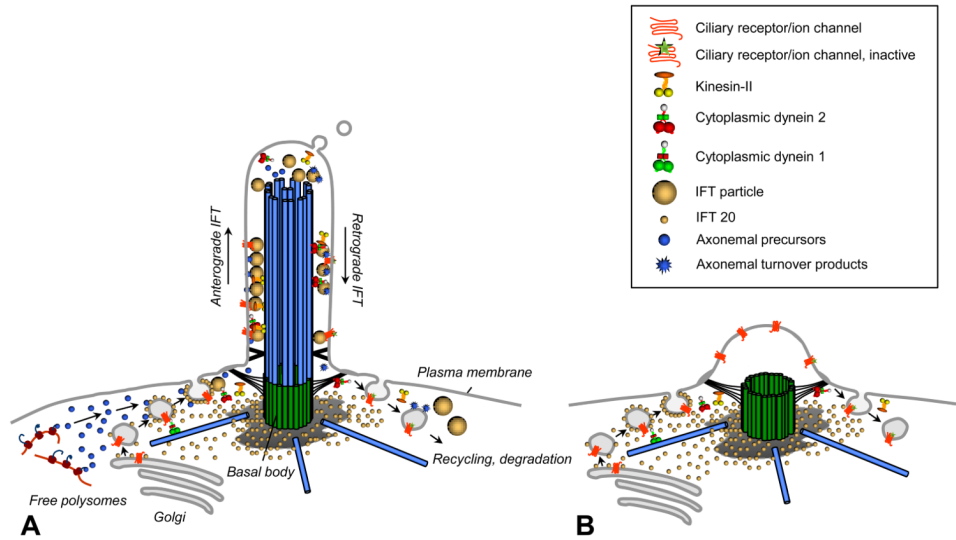 Ciliary receptor/ion channel
Ciliary receptor/ion channel, inactive
Kinesin-II
Cytoplasmic dynein 2
Cytoplasmic dynein 1
IFT particle
IFT 20
Axonemal precursors
Axonemal turnover products
Anterograde IFT
Retrograde IFT
Plasma membrane
Recycling, degradation
Basal body
Free polysomes
Golgi
A
B